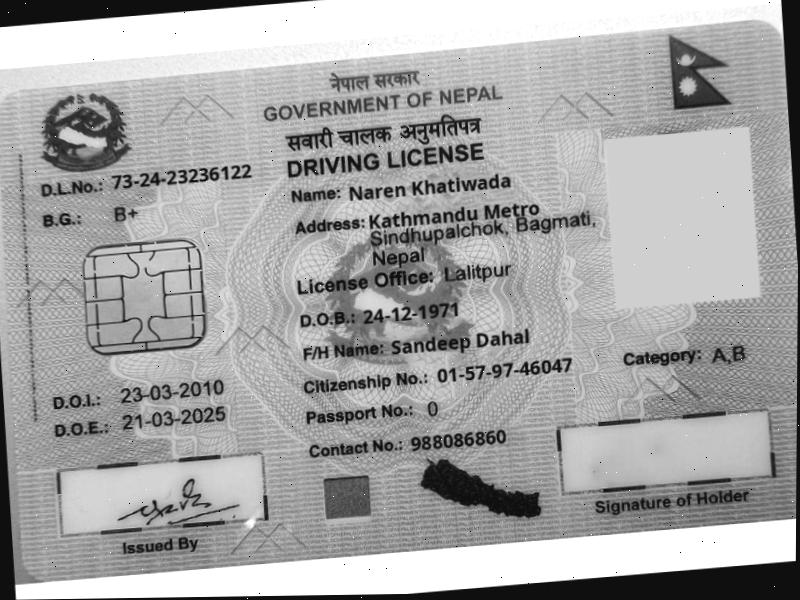 नेपाल सरकार
GOVERNMENT OF NEPAL
सवारी चालक अनुमतिपत्र
DRIVING LICENSE
D.L.No.: 73-24-23236122
B.G.: B+
Name: Naren Khatiwada
Address: Kathmandu Metro
Sindhupalchok, Bagmati,
Nepal
License Office: Lalitpur
D.O.B.: 24-12-1971
F/H Name: Sandeep Dahal
Citizenship No.: 01-57-97-46047
Category: A,B
D.O.I.: 23-03-2010
Passport No.: 0
D.O.E.: 21-03-2025
Contact No.: 988086860
Issued By
Signature of Holder